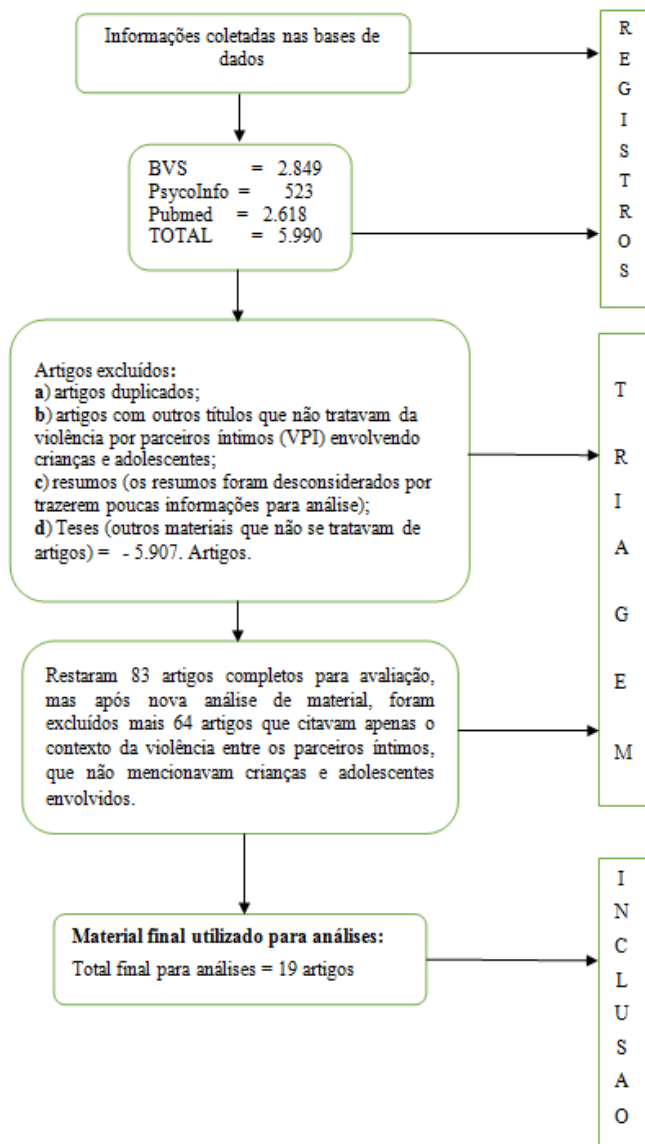 Informações coletadas nas bases de
dados
BVS = 2.849
PsycoInfo = 523
Pubmed = 2.618
TOTAL = 5.990
REGISTROS
Artigos excluídos:
a) artigos duplicados;
b) artigos com outros títulos que não tratavam da
violência por parceiros íntimos (VPI) envolvendo
crianças e adolescentes;
c) resumos (os resumos foram desconsiderados por
trazerem poucas informações para análise);
d) Teses (outros materiais que não se tratavam de
artigos) = - 5.907. Artigos.
Restaram 83 artigos completos para avaliação,
mas após nova análise de material, foram
excluídos mais 64 artigos que citavam apenas o
contexto da violência entre os parceiros íntimos,
que não mencionavam crianças e adolescentes
envolvidos.
TRIAGEM
Material final utilizado para análises:
Total final para análises = 19 artigos
INCLUSAO